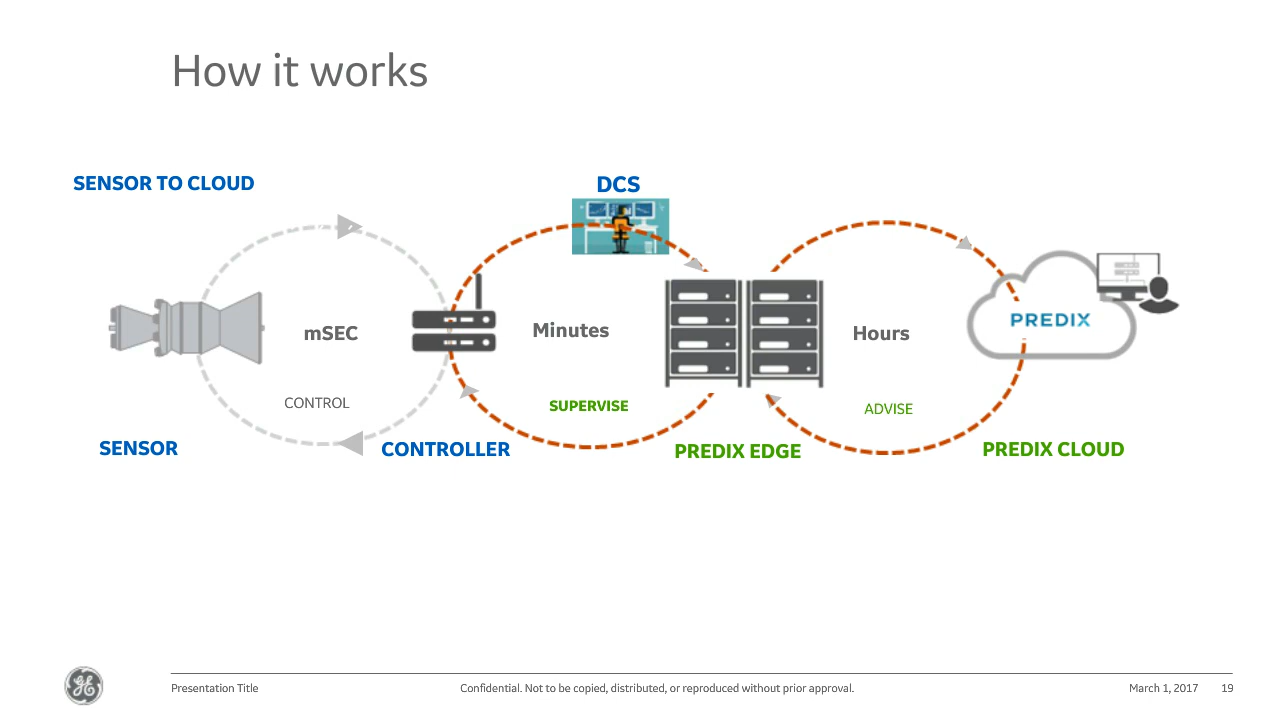 How it works
SENSOR TO CLOUD
DCS
mSEC
Minutes
Hours
PREDIX
CONTROL
SUPERVISE
ADVISE
SENSOR
CONTROLLER
PREDIX EDGE
PREDIX CLOUD
GE
Presentation Title
Confidential. Not to be copied, distributed, or reproduced without prior approval.
March 1, 2017
19